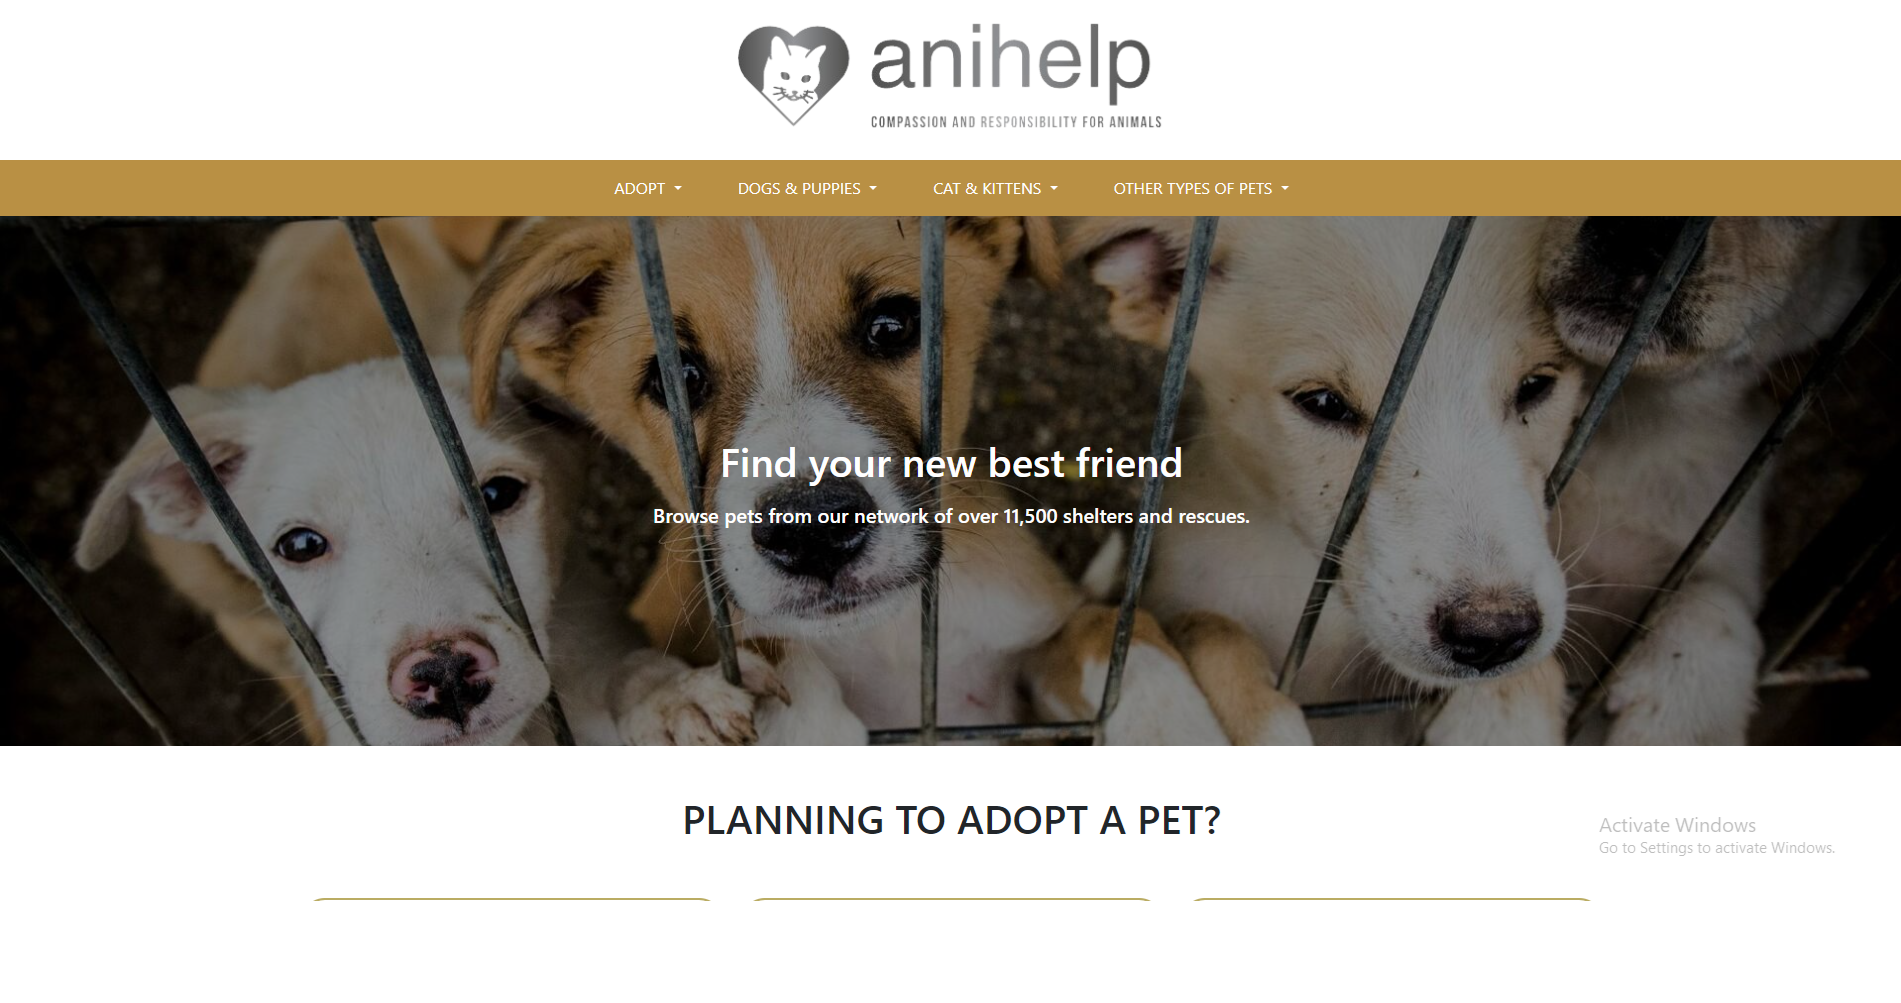 anihelp
COMPASSION AND RESPONSIBILITY FOR ANIMALS
ADOPT DOGS & PUPPIES CAT & KITTENS OTHER TYPES OF PETS
Find your new best friend
Browse pets from our network of over 11,500 shelters and rescues.
PLANNING TO ADOPT A PET?
Activate Windows
Go to Settings to activate Windows.